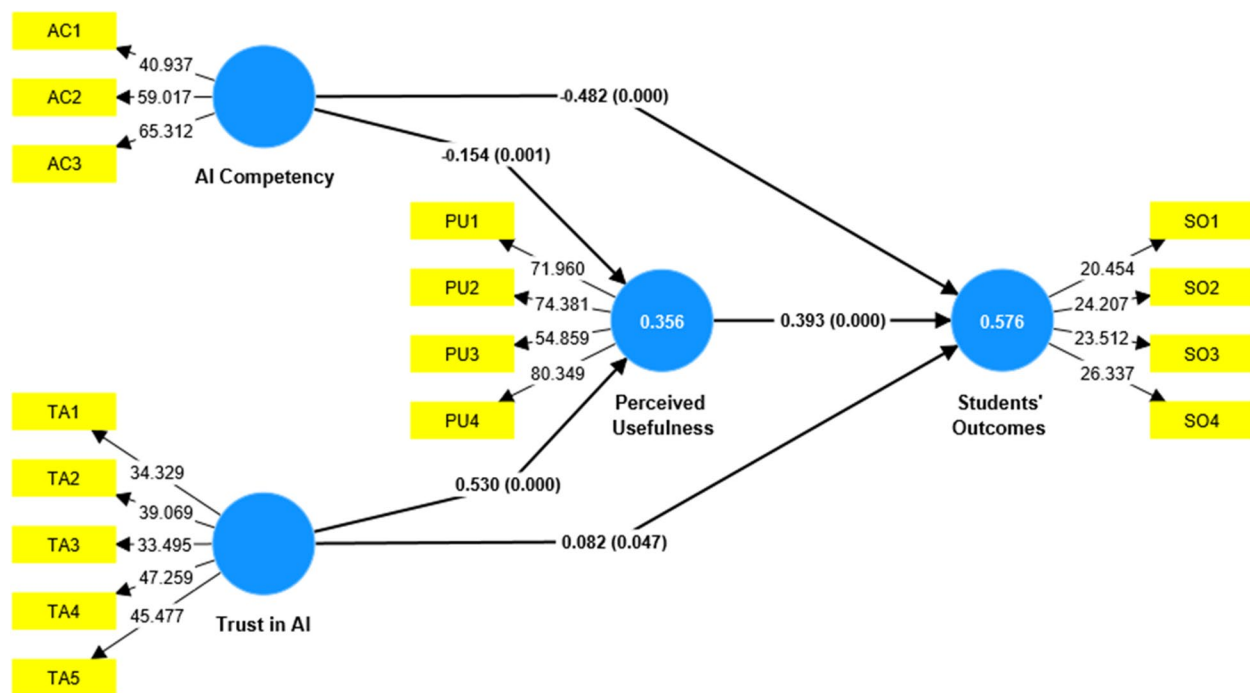 AC1
40.937
AC2
59.017
AC3
65.312
AI Competency
-0.482 (0.000)
-0.154 (0.001)
PU1
71.960
PU2
74.381
PU3
54.859
PU4
80.349
0.356
Perceived
Usefulness
0.393 (0.000)
0.576
Students'
Outcomes
SO1
20.454
SO2
24.207
SO3
23.512
SO4
26.337
TA1
34.329
TA2
39.069
TA3
33.495
TA4
47.259
TA5
45.477
Trust in AI
0.530 (0.000)
0.082 (0.047)